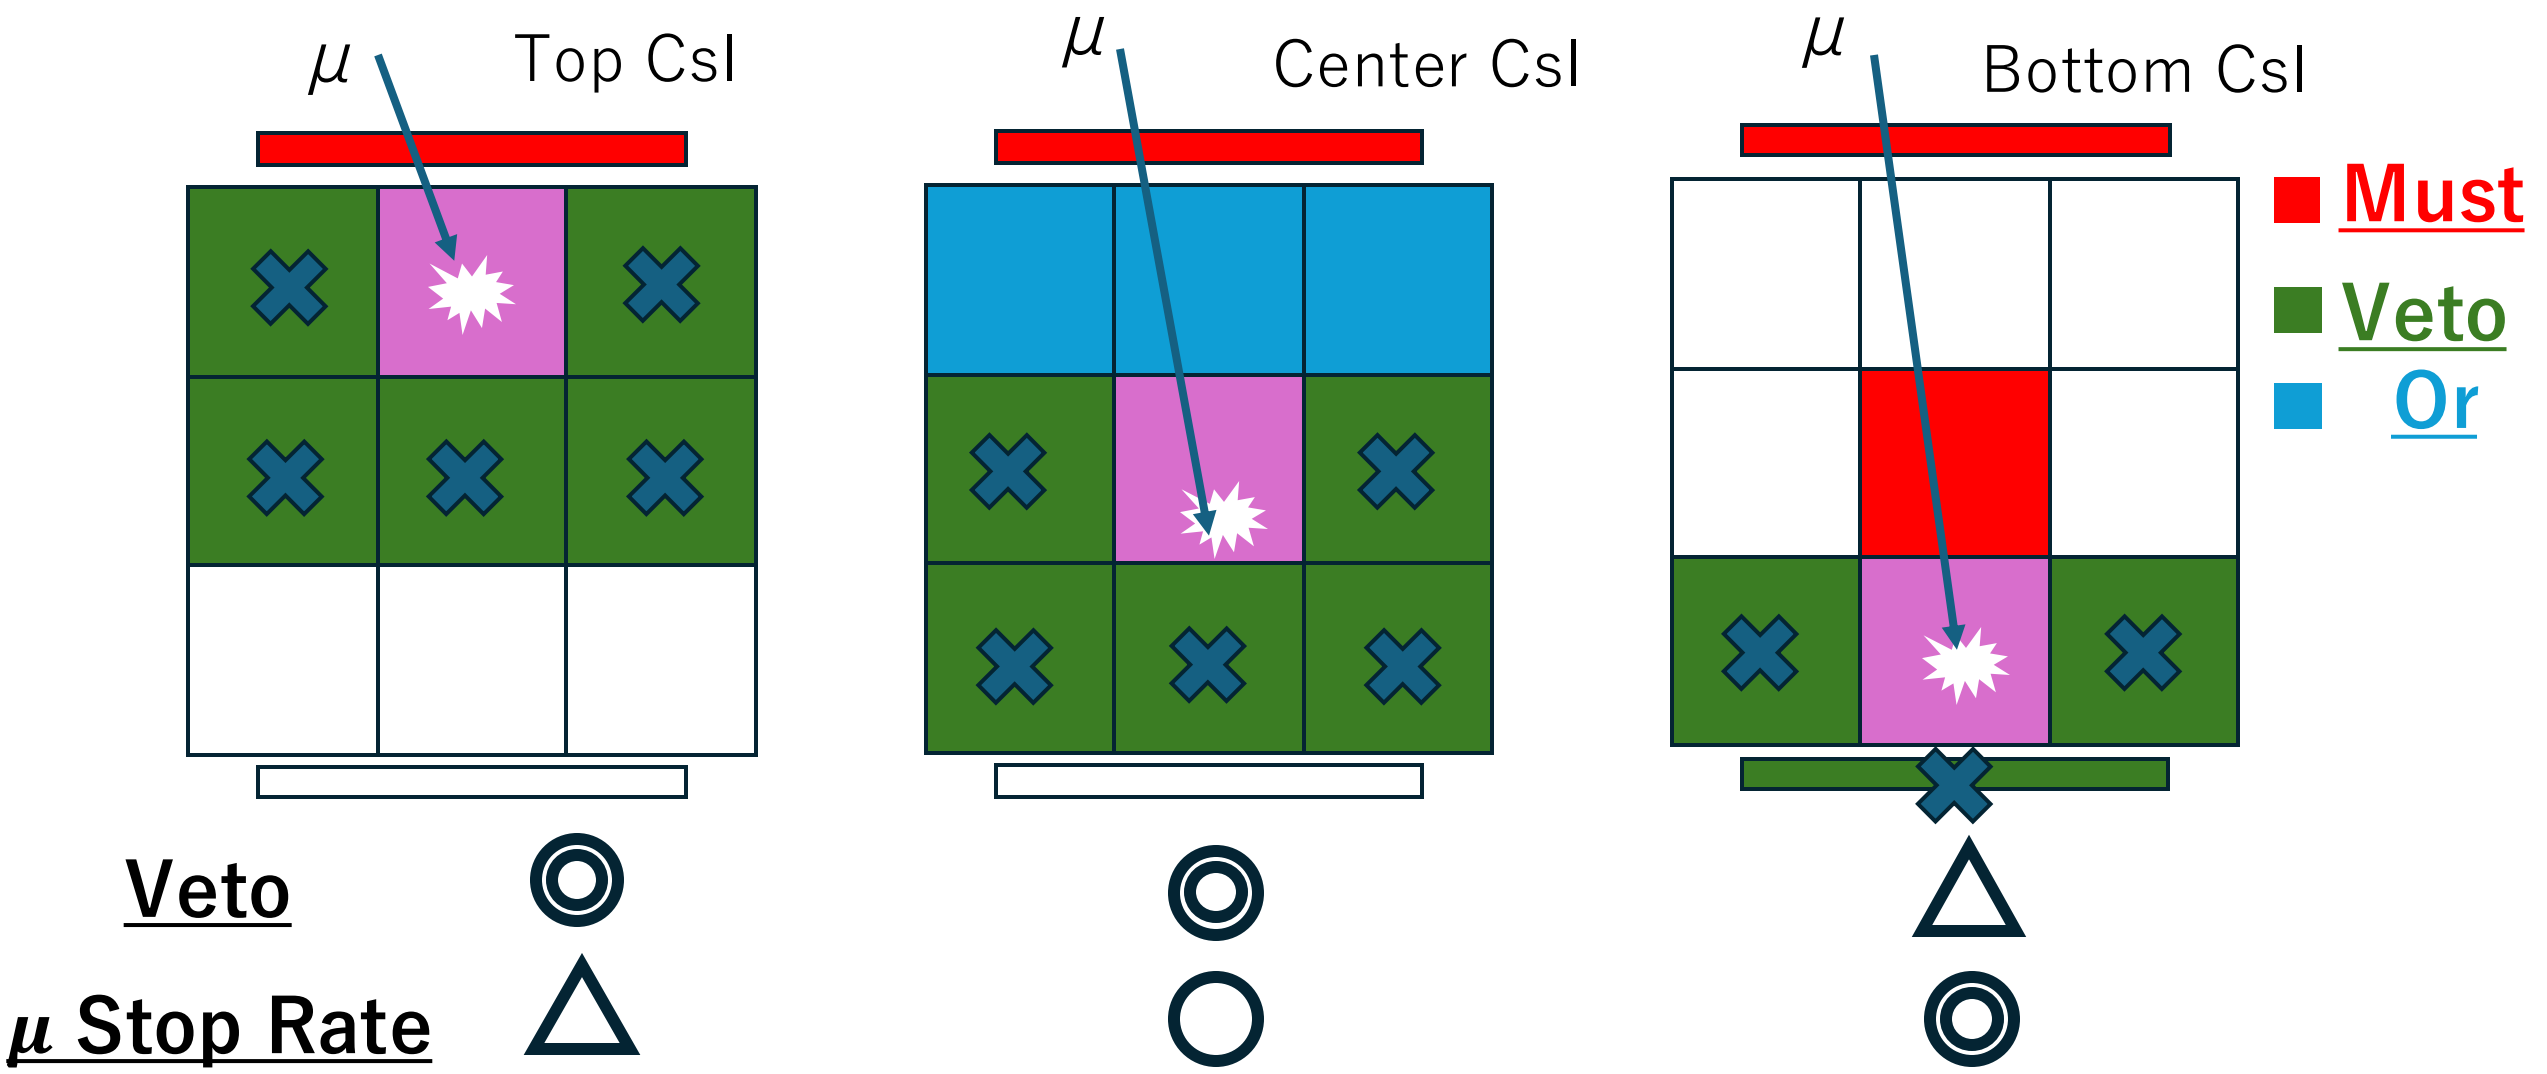 μ Top CsI
μ Center CsI
μ Bottom CsI
Must
Veto
Or
Veto
μ Stop Rate